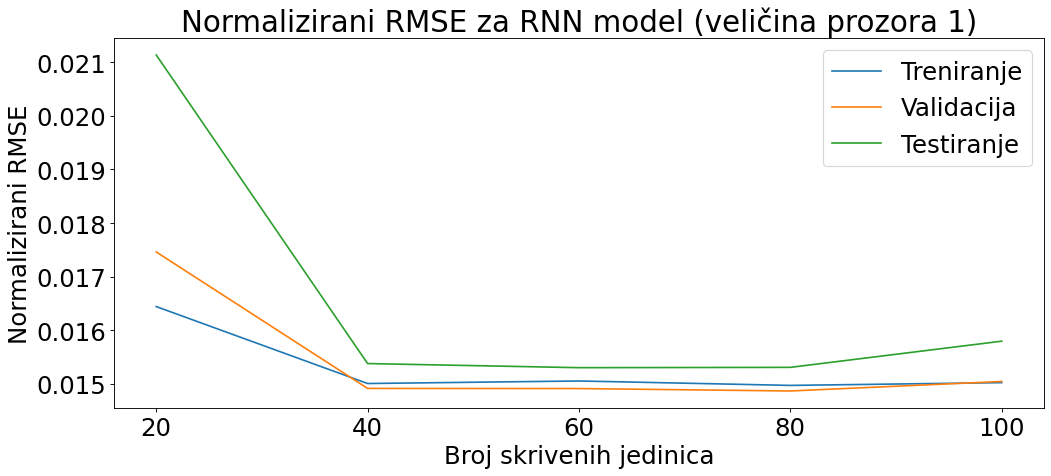 Normalizirani RMSE za RNN model (veličina prozora 1)
Normalizirani RMSE
0.021
0.020
0.019
0.018
0.017
0.016
0.015
Treniranje
Validacija
Testiranje
20 40 60 80 100
Broj skrivenih jedinica